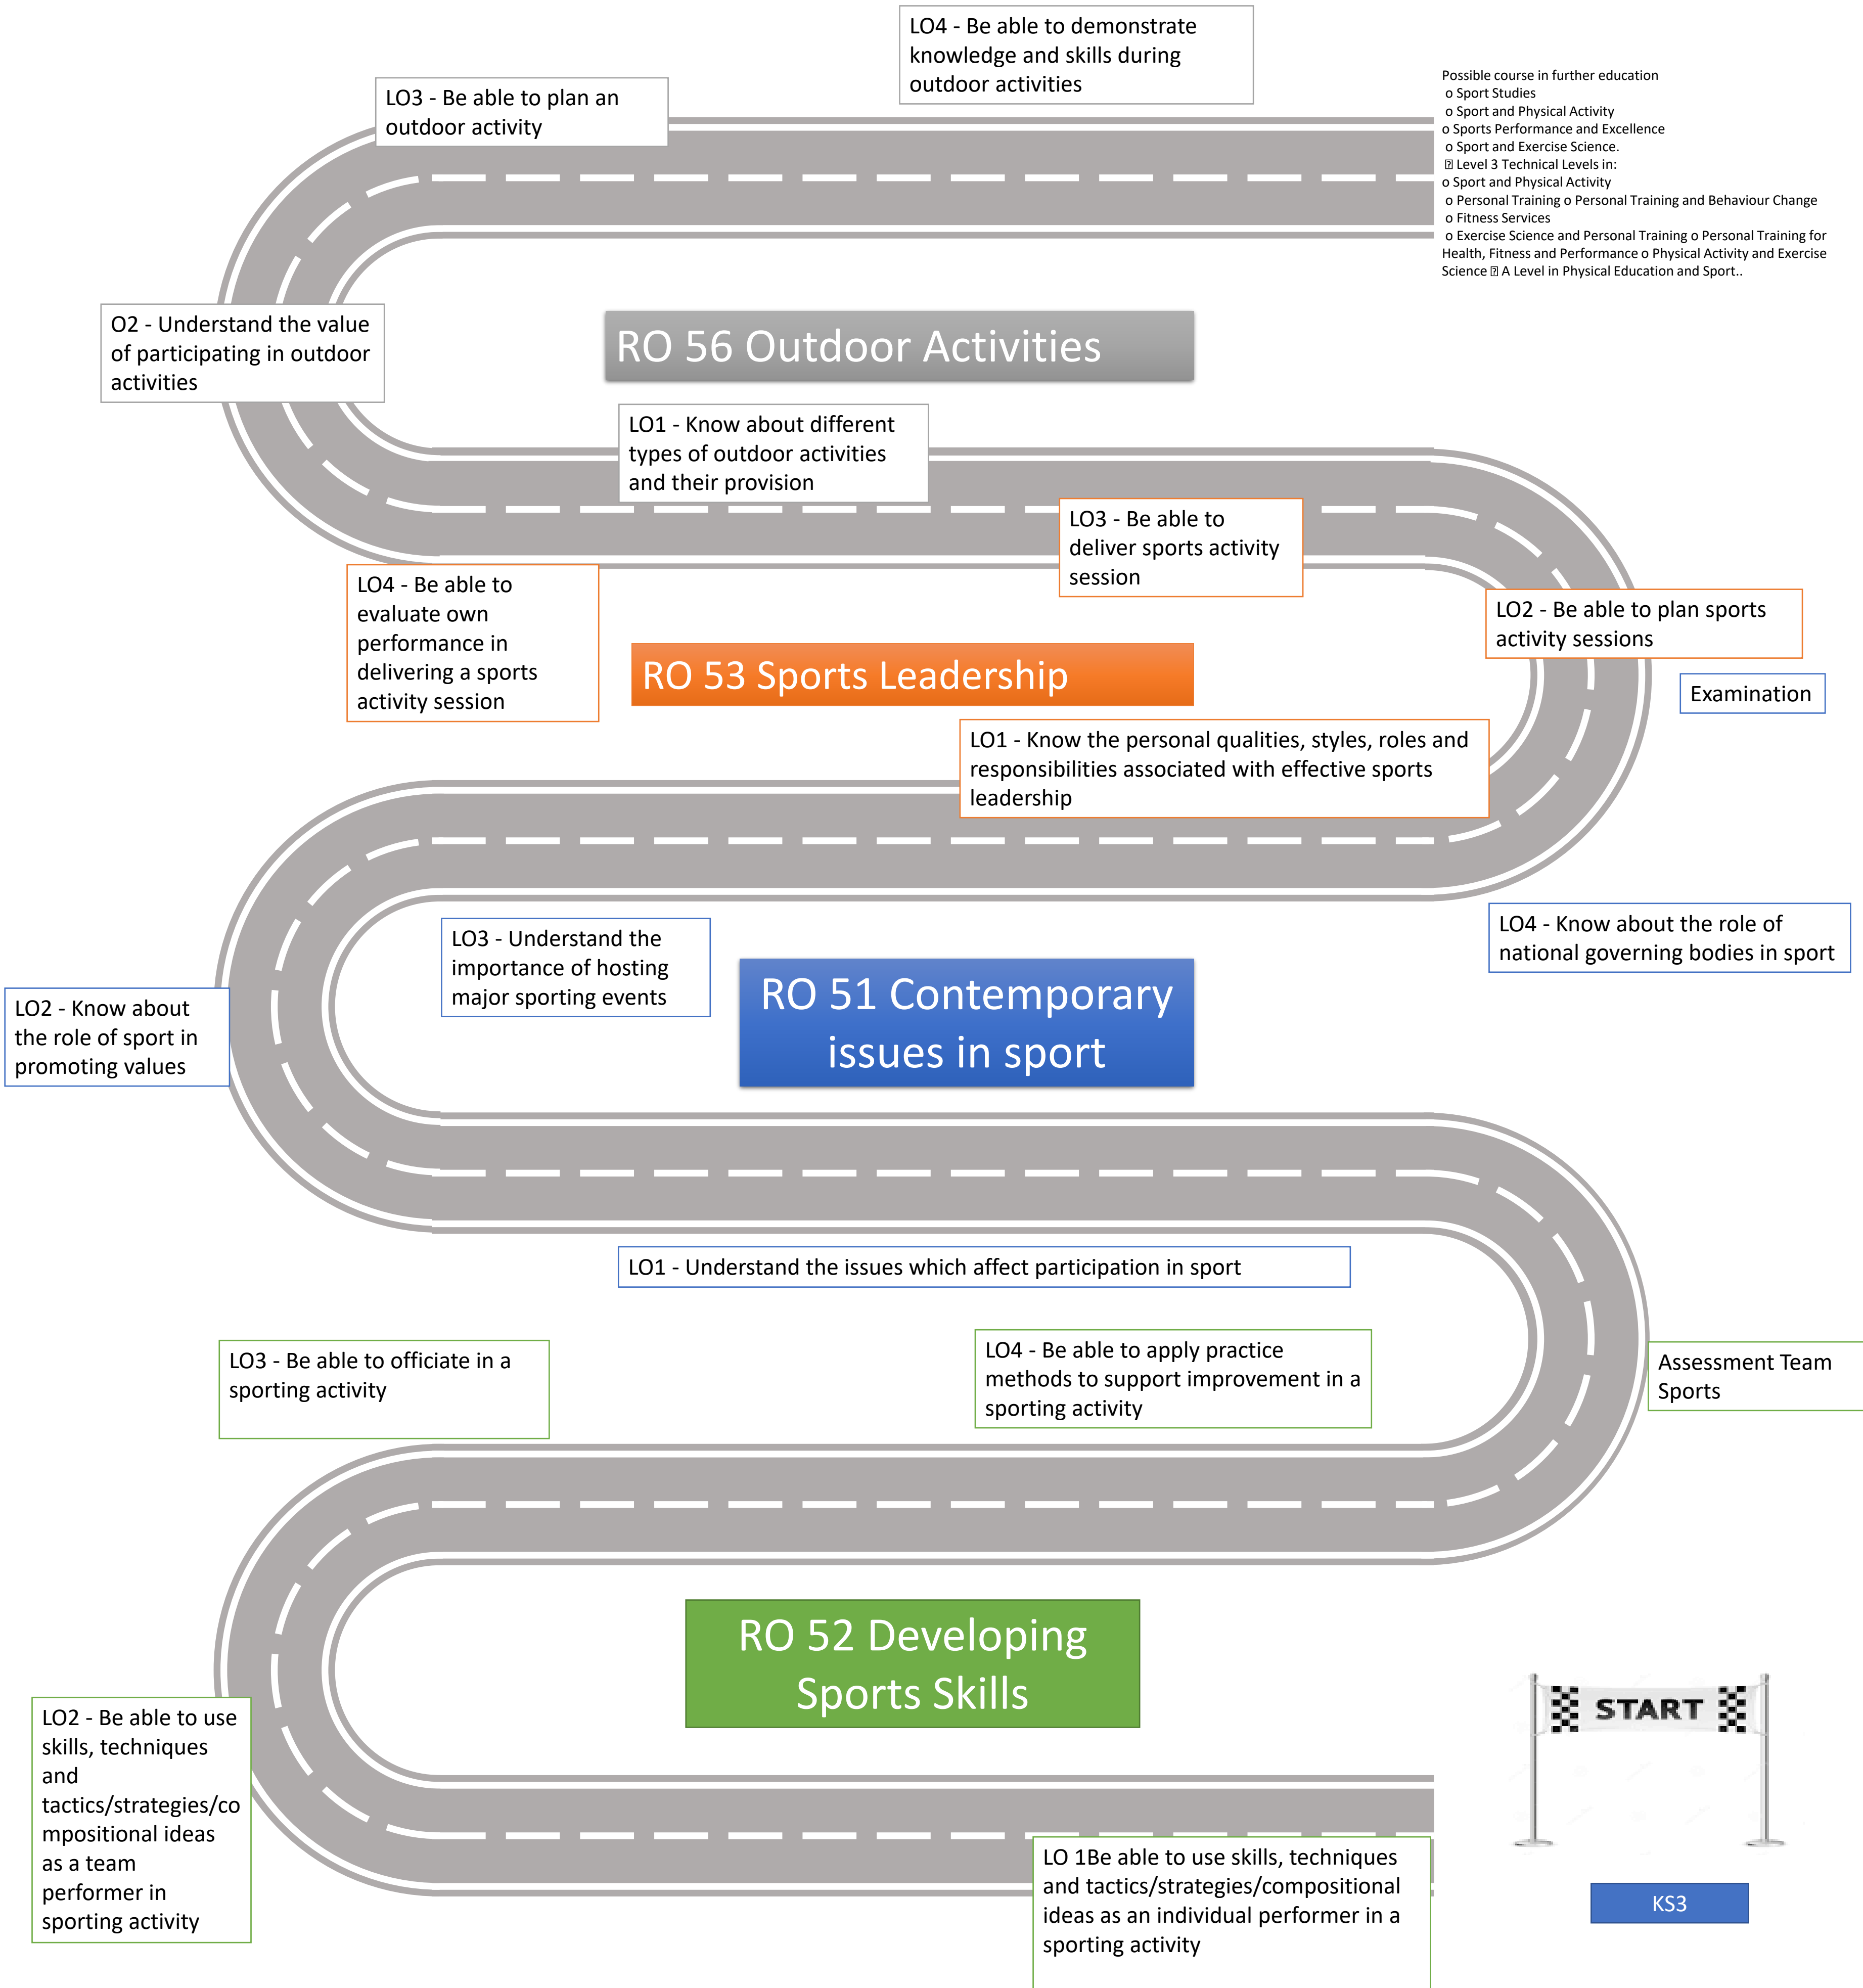 LO4 - Be able to demonstrate
knowledge and skills during
outdoor activities
Possible course in further education
o Sport Studies
o Sport and Physical Activity
o Sports Performance and Excellence
o Sport and Exercise Science.
⍰ Level 3 Technical Levels in:
o Sport and Physical Activity
o Personal Training o Personal Training and Behaviour Change
o Fitness Services
o Exercise Science and Personal Training o Personal Training for
Health, Fitness and Performance o Physical Activity and Exercise
Science ⍰ A Level in Physical Education and Sport..
LO3 - Be able to plan an
outdoor activity
O2 - Understand the value
of participating in outdoor
activities
RO 56 Outdoor Activities
LO1 - Know about different
types of outdoor activities
and their provision
LO3 - Be able to
deliver sports activity
session
LO4 - Be able to
evaluate own
performance in
delivering a sports
activity session
LO2 - Be able to plan sports
activity sessions
RO 53 Sports Leadership
Examination
LO1 - Know the personal qualities, styles, roles and
responsibilities associated with effective sports
leadership
LO4 - Know about the role of
national governing bodies in sport
LO3 - Understand the
importance of hosting
major sporting events
RO 51 Contemporary
issues in sport
LO2 - Know about
the role of sport in
promoting values
LO1 - Understand the issues which affect participation in sport
LO3 - Be able to officiate in a
sporting activity
LO4 - Be able to apply practice
methods to support improvement in a
sporting activity
Assessment Team
Sports
RO 52 Developing
Sports Skills
START
LO2 - Be able to use
skills, techniques
and
tactics/strategies/co
mpositional ideas
as a team
performer in
sporting activity
LO 1Be able to use skills, techniques
and tactics/strategies/compositional
ideas as an individual performer in a
sporting activity
KS3